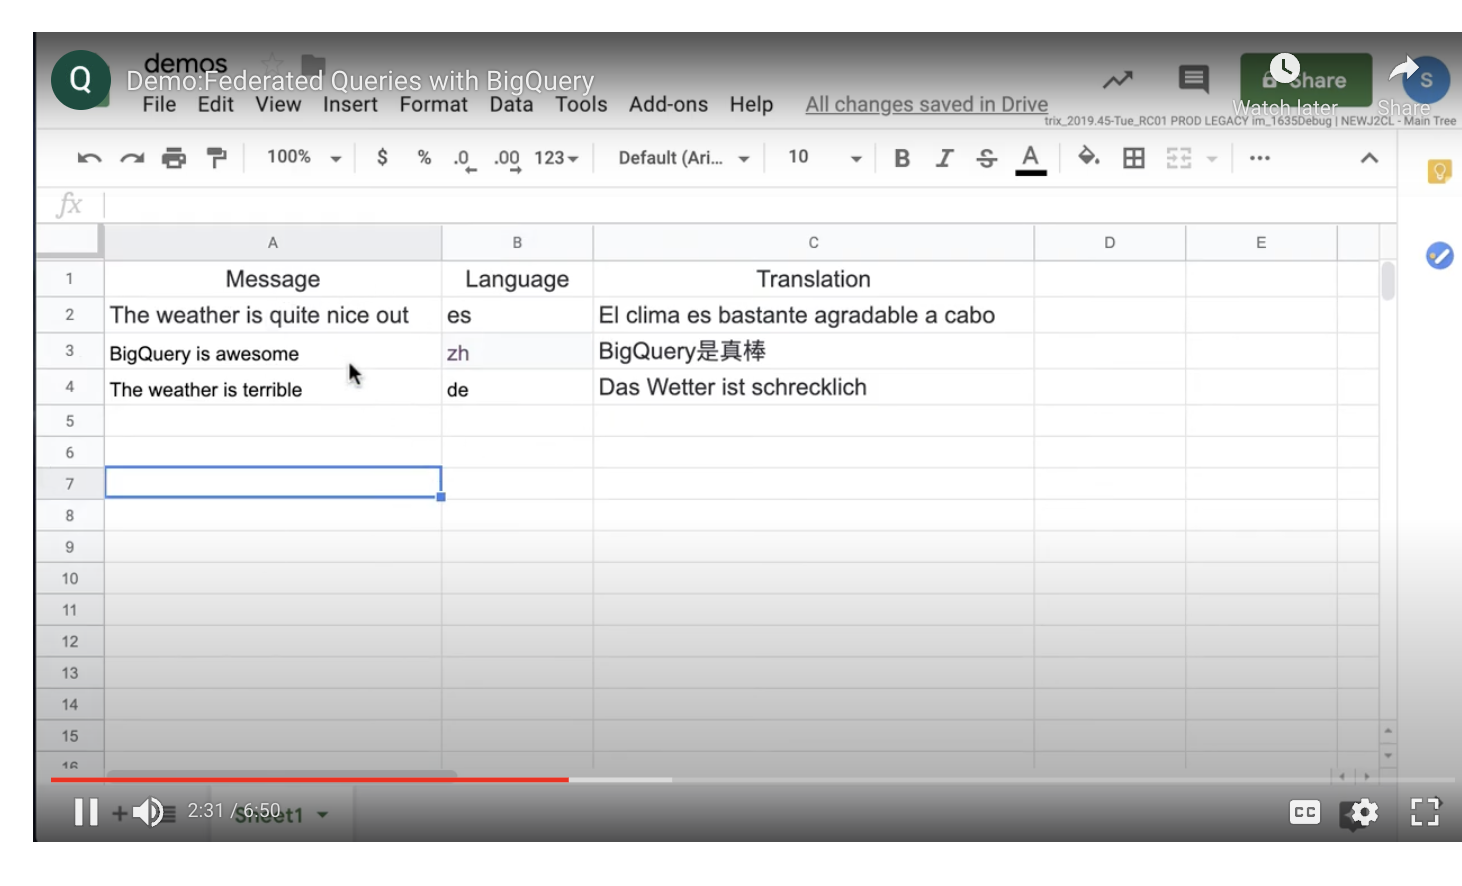 demos
Q Demo:Federated Queries with BigQuery
Share S
File Edit View Insert Format Data Tools Add-ons Help All changes saved in Drive
Watch later Share
trix_2019.45-Tue_RC01 PROD LEGACY im_1635Debug | NEWJ2CL - Main Tree
100% $ % .0 .00 123 Default (Ari... 10 B I S A ...
fx
A B C D E
1 Message Language Translation
2 The weather is quite nice out es El clima es bastante agradable a cabo
3 BigQuery is awesome zh BigQuery是真棒
4 The weather is terrible de Das Wetter ist schrecklich
5
6
7
8
9
10
11
12
13
14
15
16
2:31 / 6:50 Sheet1 CC